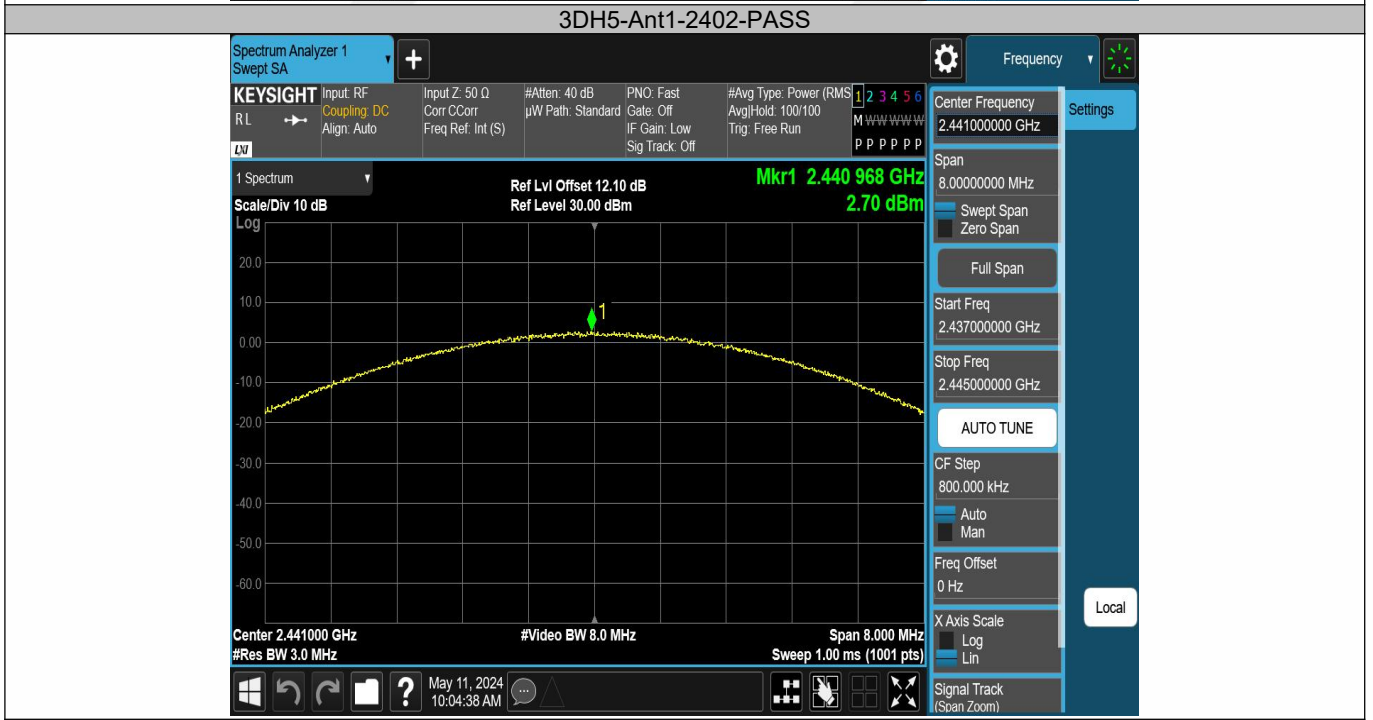 3DH5-Ant1-2402-PASS
Spectrum Analyzer 1
Swept SA
+
Frequency
KEYSIGHT
RL
LXI
Input: RF
Coupling: DC
Align: Auto
Input Z: 50 Ω
Corr CCorr
Freq Ref: Int (S)
#Atten: 40 dB
µW Path: Standard
PNO: Fast
Gate: Off
IF Gain: Low
Sig Track: Off
#Avg Type: Power (RMS
Avg|Hold: 100/100
Trig: Free Run
1 2 3 4 5 6
M W W W W W
P P P P P P
1 Spectrum
Scale/Div 10 dB
Log
Ref Lvl Offset 12.10 dB
Ref Level 30.00 dBm
Mkr1 2.440 968 GHz
2.70 dBm
20.0
10.0
0.00
-10.0
-20.0
-30.0
-40.0
-50.0
-60.0
1
Center 2.441000 GHz
#Res BW 3.0 MHz
#Video BW 8.0 MHz
Span 8.000 MHz
Sweep 1.00 ms (1001 pts)
Center Frequency
2.441000000 GHz
Settings
Span
8.00000000 MHz
Swept Span
Zero Span
Full Span
Start Freq
2.437000000 GHz
Stop Freq
2.445000000 GHz
AUTO TUNE
CF Step
800.000 kHz
Auto
Man
Freq Offset
0 Hz
X Axis Scale
Log
Lin
Local
Signal Track
(Span Zoom)
?
May 11, 2024
10:04:38 AM